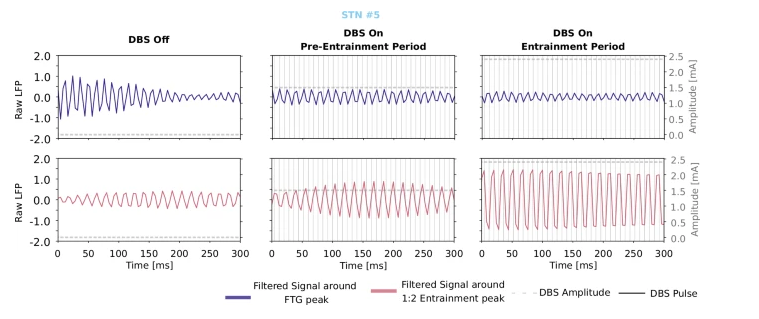 STN #5
DBS Off
DBS On
Pre-Entrainment Period
DBS On
Entrainment Period
Raw LFP
2.0
1.0
0.0
-1.0
-2.0
2.5
2.0
1.5
1.0
0.5
0.0
Amplitude [mA]
Raw LFP
2.0
1.0
0.0
-1.0
-2.0
2.5
2.0
1.5
1.0
0.5
0.0
Amplitude [mA]
0 50 100 150 200 250 300
0 50 100 150 200 250 300
0 50 100 150 200 250 300
Time [ms]
Time [ms]
Time [ms]
Filtered Signal around
FTG peak
Filtered Signal around
1:2 Entrainment peak
DBS Amplitude
DBS Pulse